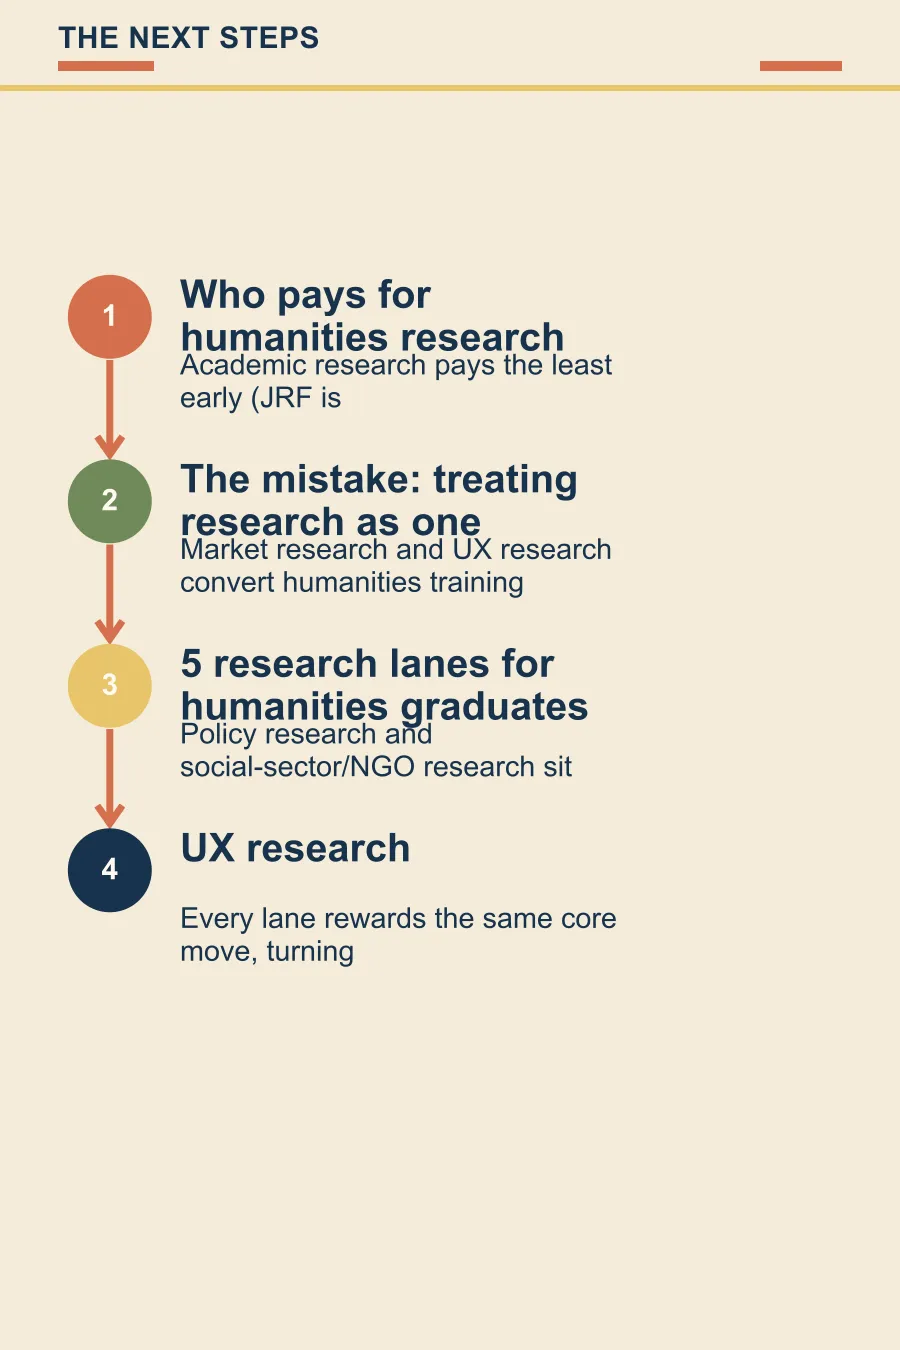 THE NEXT STEPS
1
Who pays for
humanities research
Academic research pays the least
early (JRF is
2
The mistake: treating
research as one
Market research and UX research
convert humanities training
3
5 research lanes for
humanities graduates
Policy research and
social-sector/NGO research sit
4
UX research
Every lane rewards the same core
move, turning